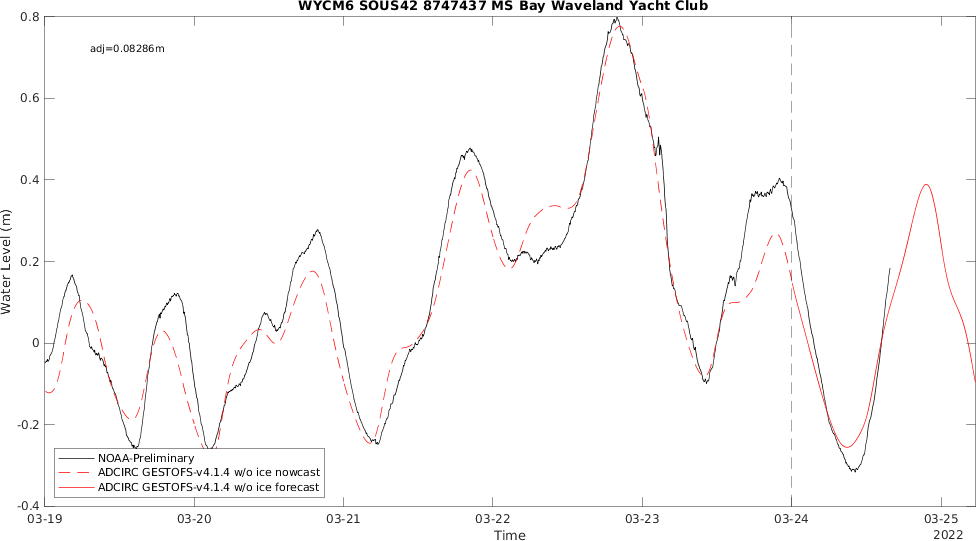 WYCM6 SOUS42 8747437 MS Bay Waveland Yacht Club
adj=0.08286m
Water Level (m)
0.8
0.6
0.4
0.2
0
-0.2
-0.4
NOAA-Preliminary
ADCIRC GESTOFS-v4.1.4 w/o ice nowcast
ADCIRC GESTOFS-v4.1.4 w/o ice forecast
03-19 03-20 03-21 03-22 03-23 03-24 03-25
Time
2022